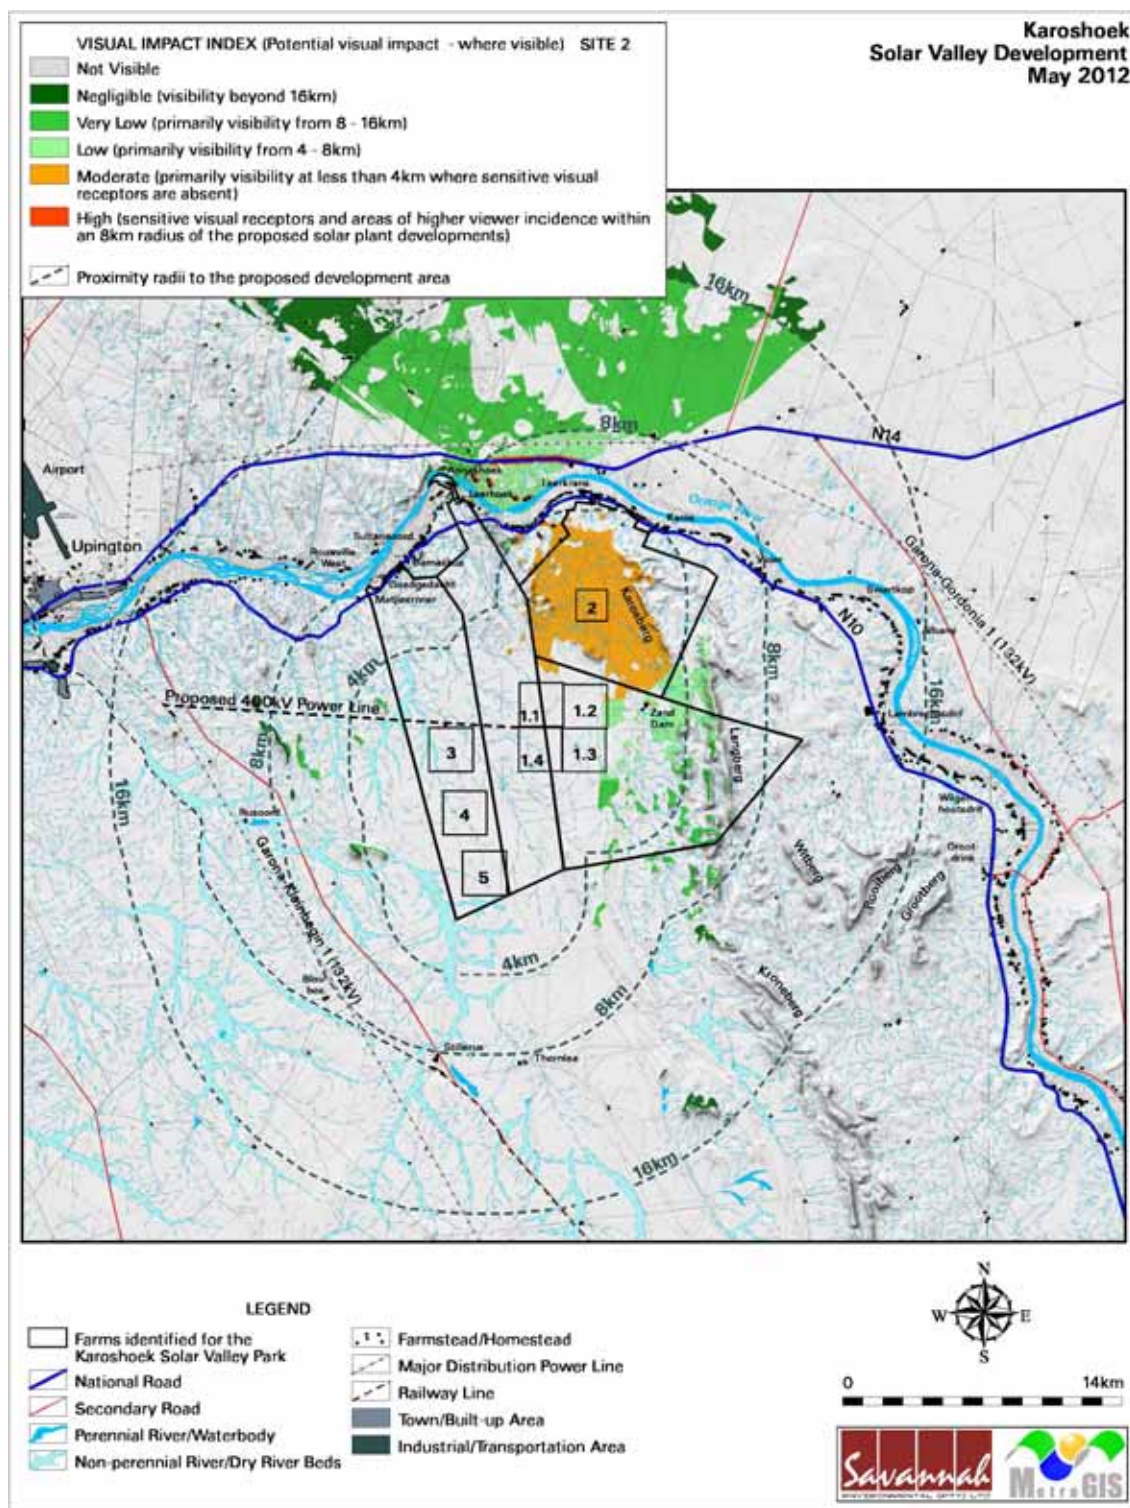 Karoshoek
Solar Valley Development
May 2012
VISUAL IMPACT INDEX (Potential visual impact - where visible) SITE 2
Not Visible
Negligible (visibility beyond 16km)
Very Low (primarily visibility from 8 - 16km)
Low (primarily visibility from 4 - 8km)
Moderate (primarily visibility at less than 4km where sensitive visual
receptors are absent)
High (sensitive visual receptors and areas of higher viewer incidence within
an 8km radius of the proposed solar plant developments)
Proximity radii to the proposed development area
16km
8km
N14
Airport
Leerkrans
Upington
Karos
Garona-Gordonia 1 (132kV)
2
Karosberg
N10
4km
8km
16km
Proposed 400kV Power Line
1.1
1.2
Zand
Dam
3
1.4
1.3
Langberg
8km
16km
4
5
Witberg
Rooiberg
Grootberg
Groot-
drink
Garona-Kleinbegin 1 (132kV)
4km
8km
Kroneberg
Stillerus
Thornlea
16km
N
W
E
S
LEGEND
Farms identified for the
Karoshoek Solar Valley Park
National Road
Secondary Road
Perennial River/Waterbody
Non-perennial River/Dry River Beds
Farmstead/Homestead
Major Distribution Power Line
Railway Line
Town/Built-up Area
Industrial/Transportation Area
0
14km
Savannah
MetroGIS